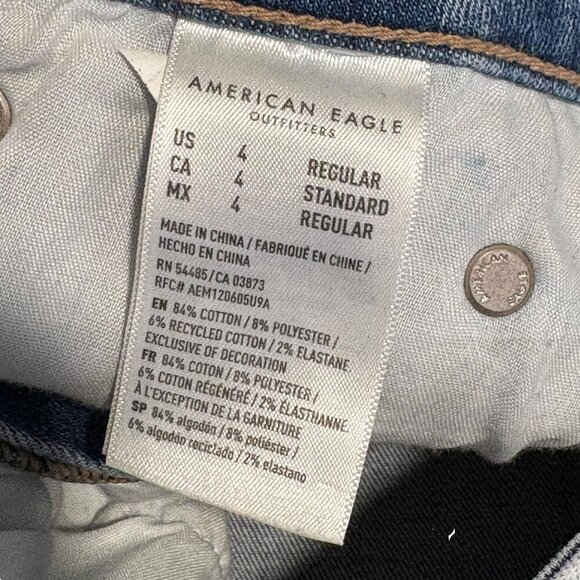 AMERICAN EAGLE
OUTFITTERS
US 4 REGULAR
CA 4 STANDARD
MX 4 REGULAR
MADE IN CHINA / FABRIQUÉ EN CHINE /
HECHO EN CHINA
RN 54485/CA 03873
RFC# AEM120605U9A
EN 84% COTTON / 8% POLYESTER /
6% RECYCLED COTTON / 2% ELASTANE
EXCLUSIVE OF DECORATION
FR 84% COTON / 8% POLYESTER /
6% COTON RÉGÉNÉRÉ / 2% ÉLASTHANNE.
À L'EXCEPTION DE LA GARNITURE
SP 84% algodón / 8% poliéster /
6% algodón reciclado / 2% elastano
AMERICAN